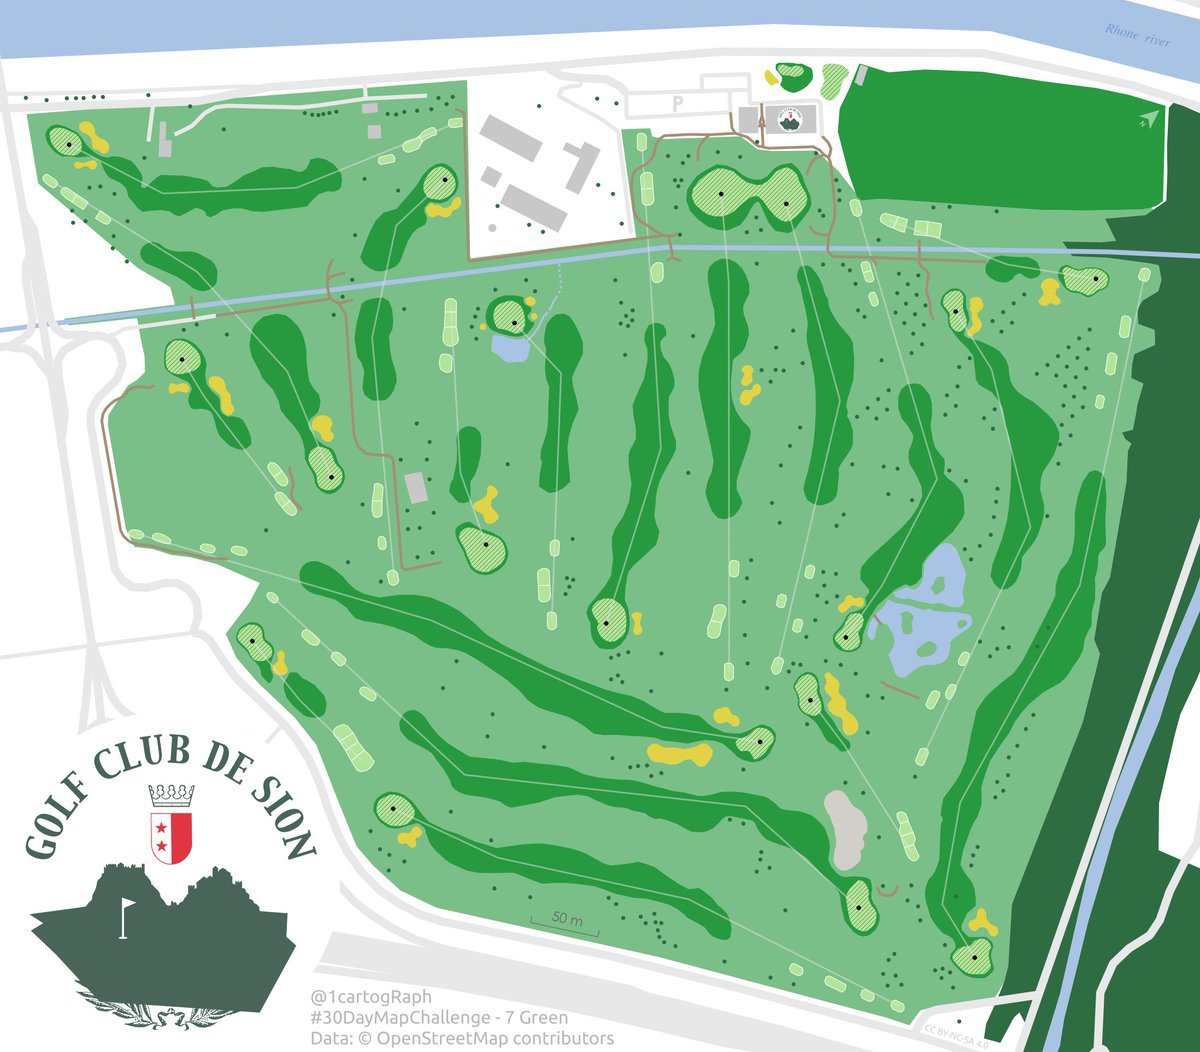 Rhone river
P
N
GOLF CLUB DE SION
50 m
@1cartogRaph
#30DayMapChallenge - 7 Green
Data: © OpenStreetMap contributors
CC BY-NC-SA 4.0